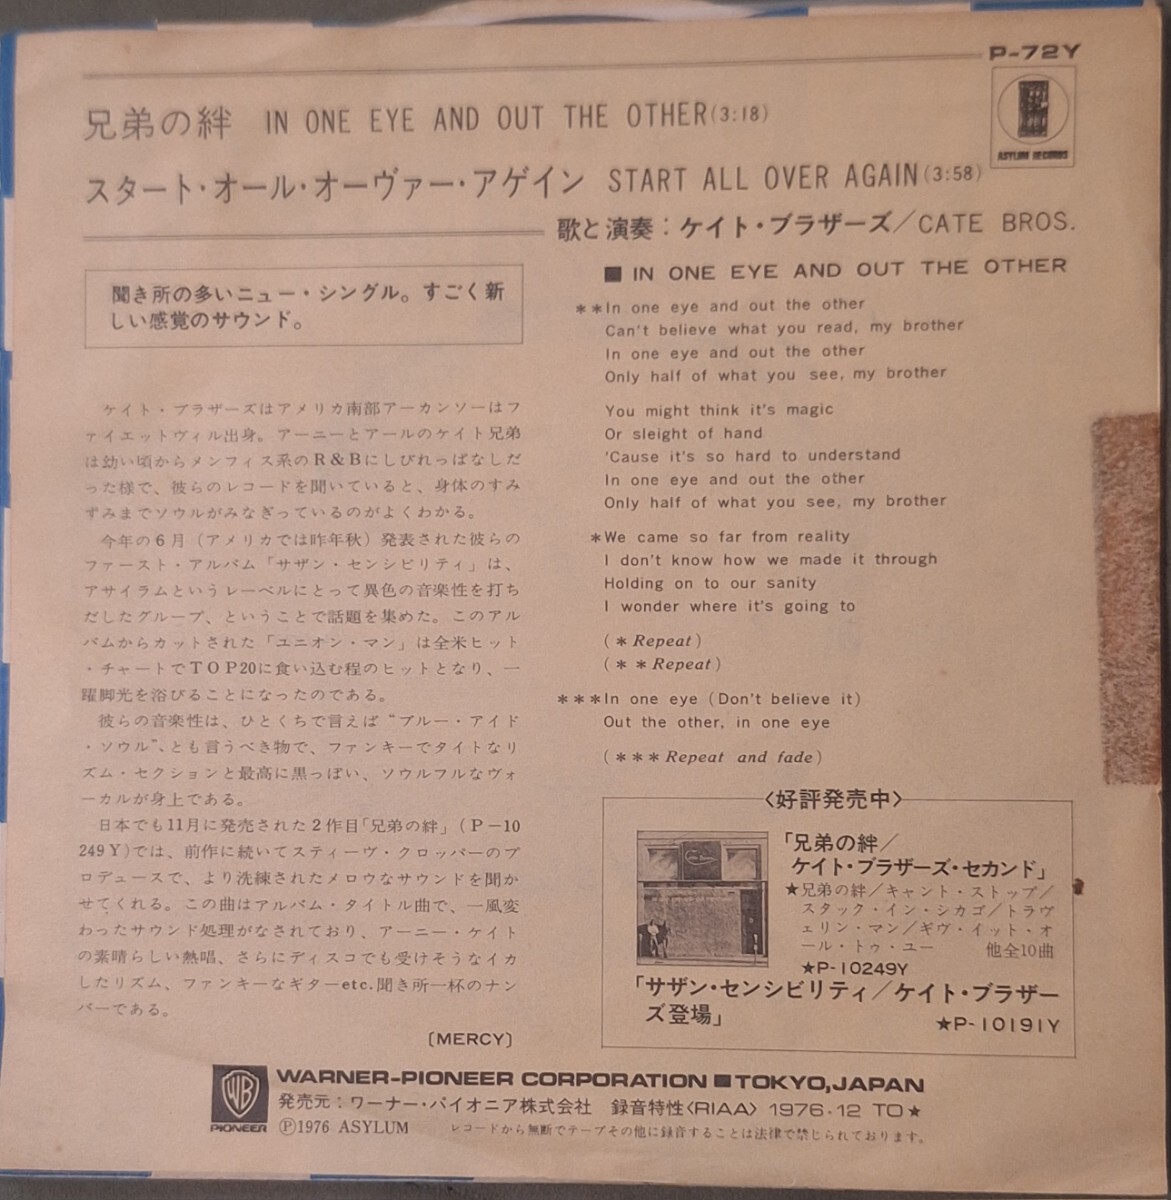 P-72Y
ASYLUM RECORDS
兄弟の絆 IN ONE EYE AND OUT THE OTHER(3:18)
スタート・オール・オーヴァー・アゲイン START ALL OVER AGAIN(3:58)
歌と演奏：ケイト・ブラザーズ／CATE BROS.
聞き所の多いニュー・シングル。すごく新
しい感覚のサウンド。
ケイト・ブラザーズはアメリカ南部アーカンソーはフ
ァイエットヴィル出身。アーニーとアールのケイト兄弟
は幼い頃からメンフィス系のR&Bにしびれっぱなしだ
った様で、彼らのレコードを聞いていると、身体のすみ
ずみまでソウルがみなぎっているのがよくわかる。
今年の6月（アメリカでは昨年秋）発表された彼らの
ファースト・アルバム「サザン・センシビリティ」は、
アサイラムというレーベルにとって異色の音楽性を打ち
だしたグループ、ということで話題を集めた。このアル
バムからカットされた「ユニオン・マン」は全米ヒット
・チャートでTOP20に食い込む程のヒットとなり、一
躍脚光を浴びることになったのである。
彼らの音楽性は、ひとくちで言えば“ブルー・アイド
・ソウル”、とも言うべき物で、ファンキーでタイトなリ
ズム・セクションと最高に黒っぽい、ソウルフルなヴォ
ーカルが身上である。
日本でも11月に発売された2作目「兄弟の絆」（P－10
249Y）では、前作に続いてスティーヴ・クロッパーのプ
ロデュースで、より洗練されたメロウなサウンドを聞か
せてくれる。この曲はアルバム・タイトル曲で、一風変
わったサウンド処理がなされており、アーニー・ケイト
の素晴らしい熱唱、さらにディスコでも受けそうなイカ
したリズム、ファンキーなギターetc.聞き所一杯のナン
バーである。
〔MERCY〕
■ IN ONE EYE AND OUT THE OTHER
＊＊In one eye and out the other
Can't believe what you read, my brother
In one eye and out the other
Only half of what you see, my brother
You might think it's magic
Or sleight of hand
'Cause it's so hard to understand
In one eye and out the other
Only half of what you see, my brother
＊We came so far from reality
I don't know how we made it through
Holding on to our sanity
I wonder where it's going to
(＊Repeat)
(＊＊Repeat)
＊＊＊In one eye (Don't believe it)
Out the other, in one eye
(＊＊＊Repeat and fade)
〈好評発売中〉
「兄弟の絆／
ケイト・ブラザーズ・セカンド」
★兄弟の絆／キャント・ストップ／
スタック・イン・シカゴ／トラヴ
ェリン・マン／ギヴ・イット・オ
ール・トゥ・ユー 他全10曲
★P-10249Y
「サザン・センシビリティ／ケイト・ブラザー
ズ登場」
★P-10191Y
WB
PIONEER
WARNER-PIONEER CORPORATION ■ TOKYO,JAPAN
発売元：ワーナー・パイオニア株式会社 録音特性〈RIAA〉 1976・12 TO★
Ⓟ1976 ASYLUM レコードから無断でテープその他に録音することは法律で禁じられております。